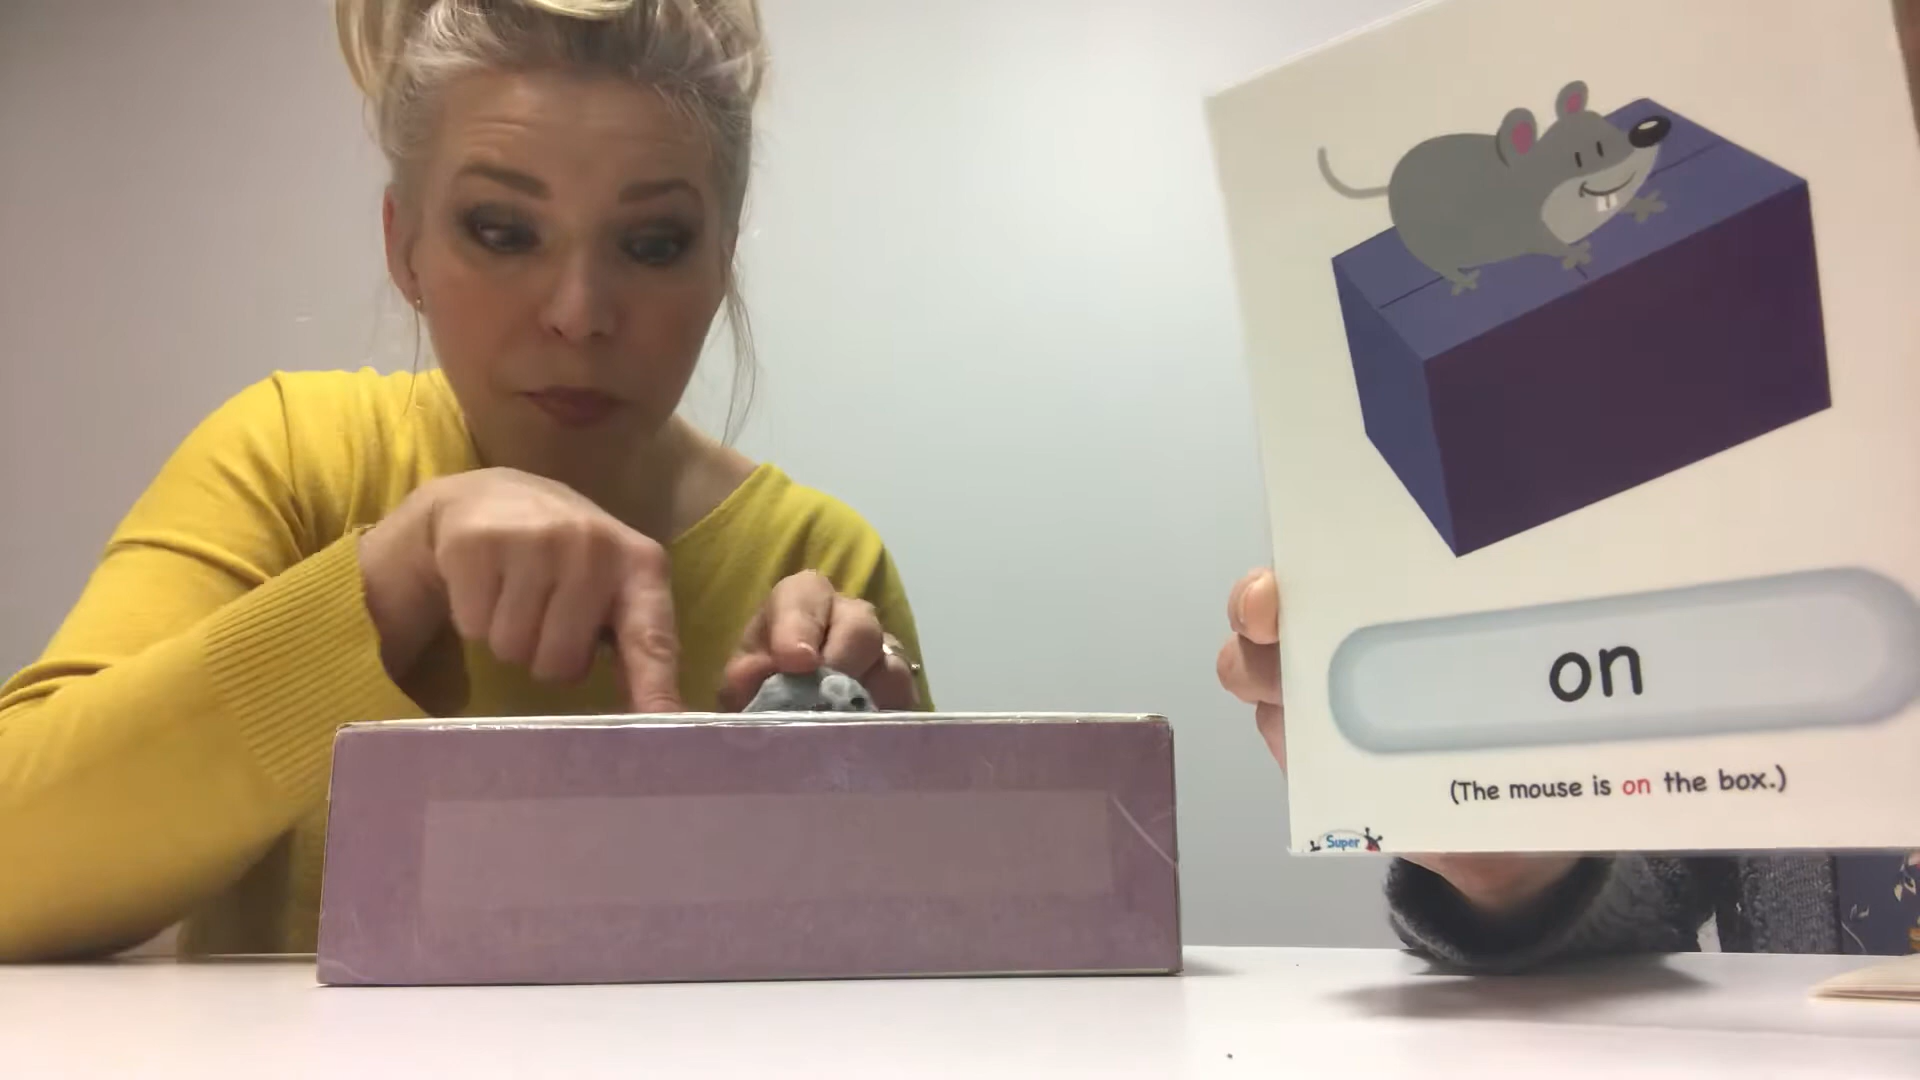 on
(The mouse is on the box.)
Super